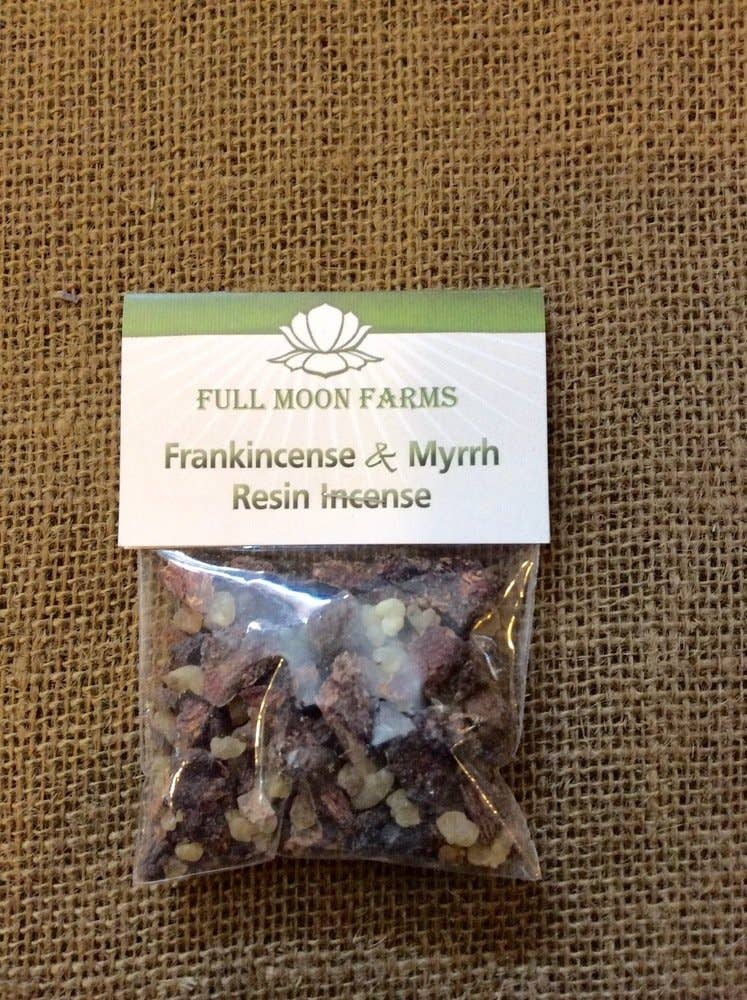 FULL MOON FARMS
Frankincense & Myrrh
Resin Incense